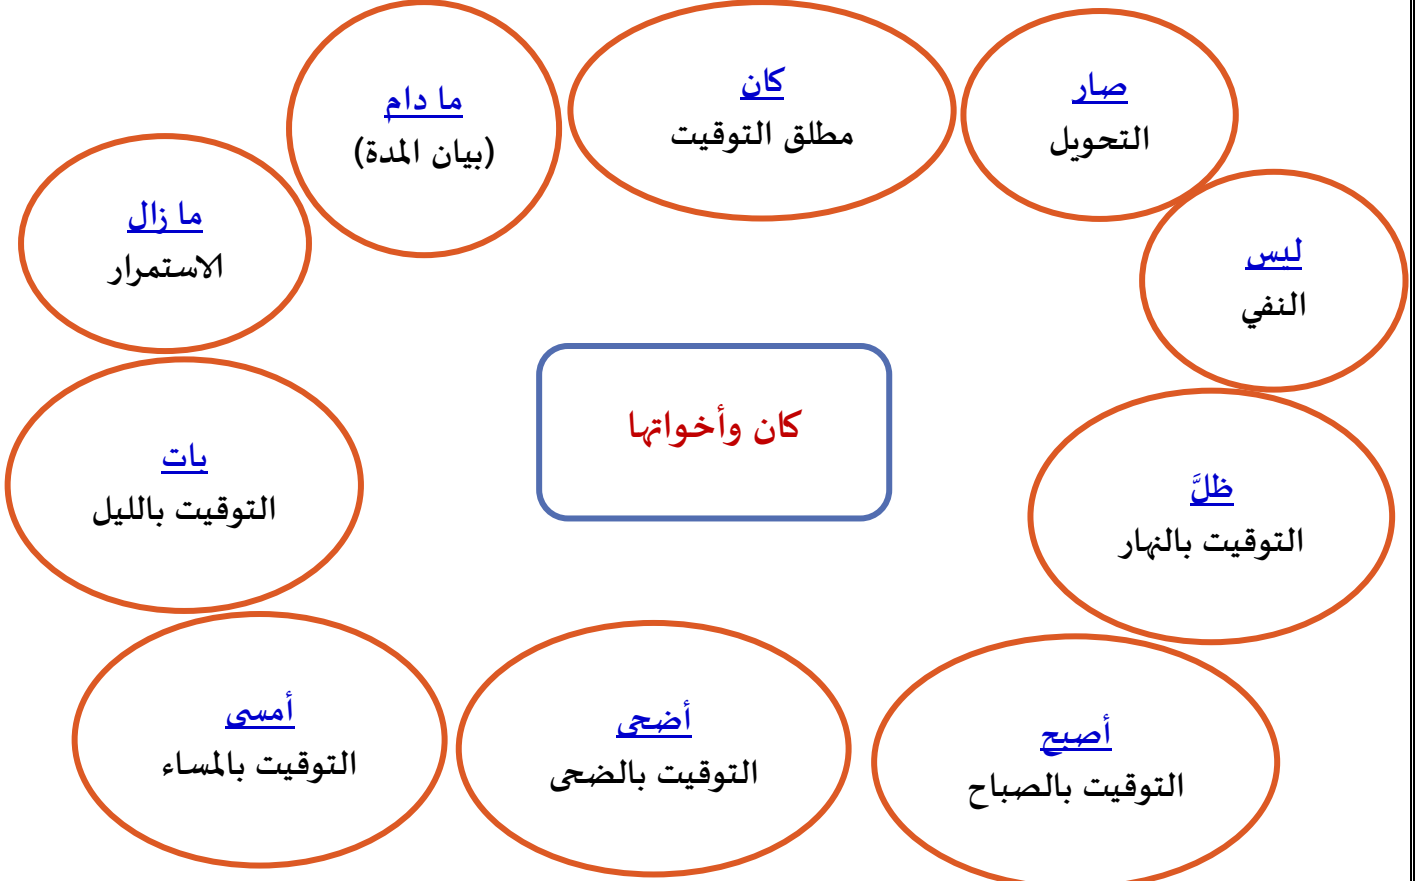 كان
مطلق التوقيت
صار
التحويل
ليس
النفي
ظلَّ
التوقيت بالنهار
أصبح
التوقيت بالصباح
أضحى
التوقيت بالضحى
أمسى
التوقيت بالمساء
بات
التوقيت بالليل
ما زال
الاستمرار
ما دام
(بيان المدة)
كان وأخواتها